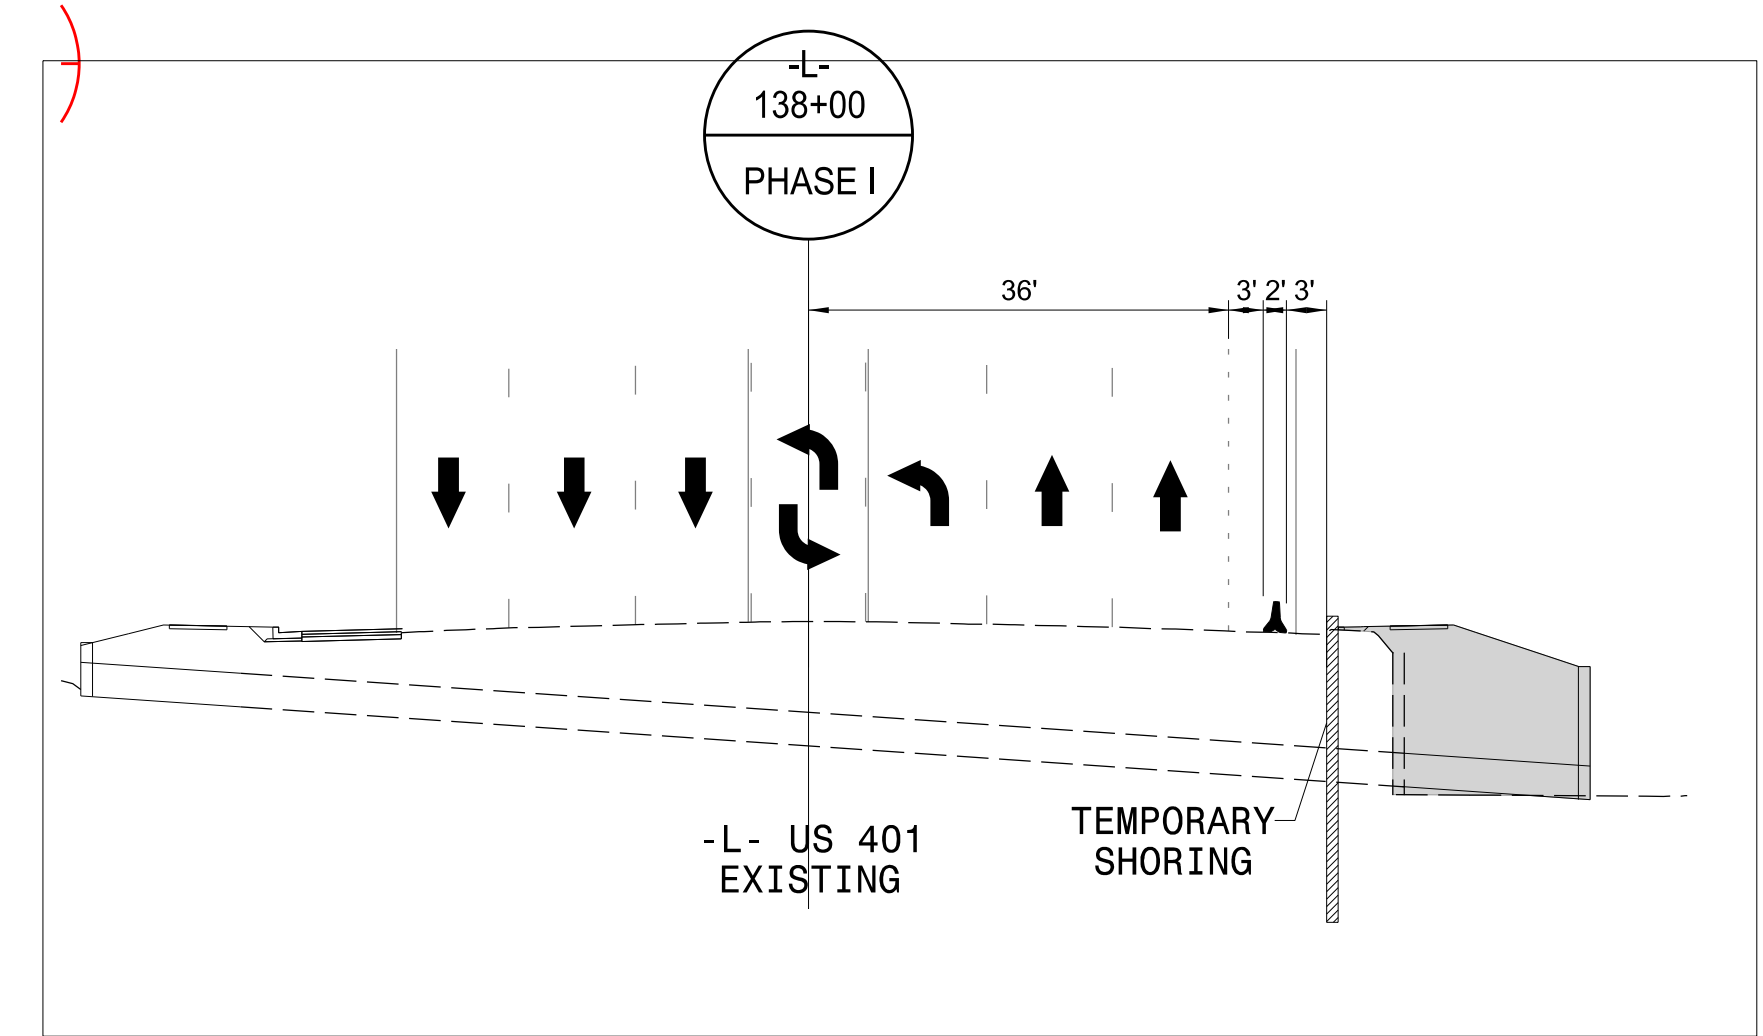 -L-
138+00
PHASE I
36' 3' 2' 3'
-L- US 401
EXISTING
TEMPORARY
SHORING